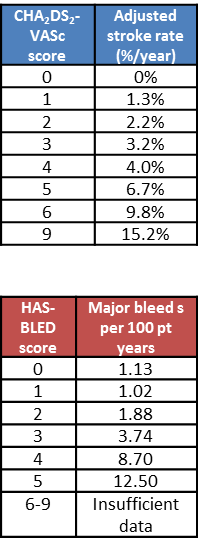 CHA₂DS₂- Adjusted
VASc stroke rate
score (%/year)
0 0%
1 1.3%
2 2.2%
3 3.2%
4 4.0%
5 6.7%
6 9.8%
9 15.2%
HAS- Major bleed s
BLED per 100 pt
score years
0 1.13
1 1.02
2 1.88
3 3.74
4 8.70
5 12.50
6-9 Insufficient
data